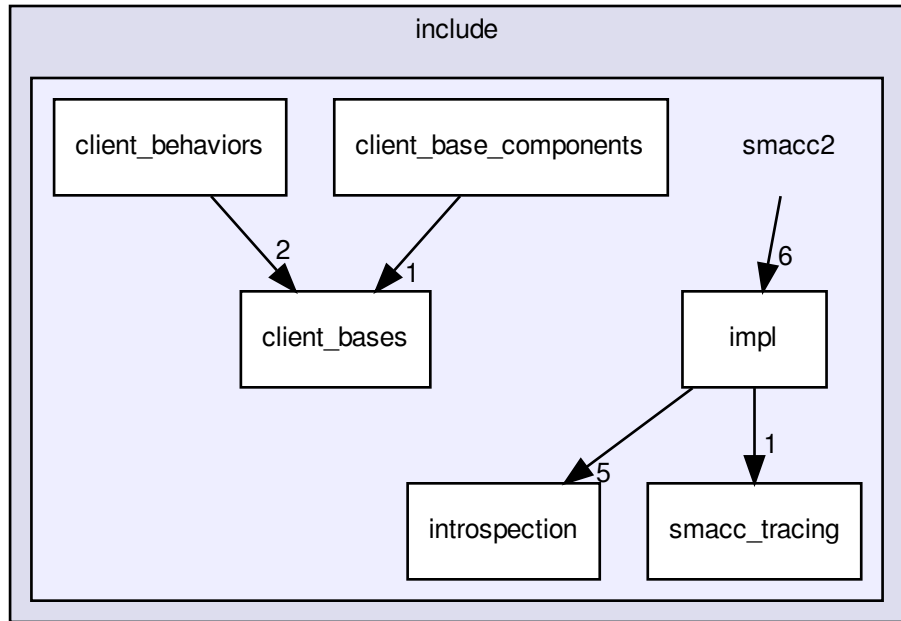 include
client_behaviors
client_base_components
smacc2
2
1
6
client_bases
impl
5
1
introspection
smacc_tracing